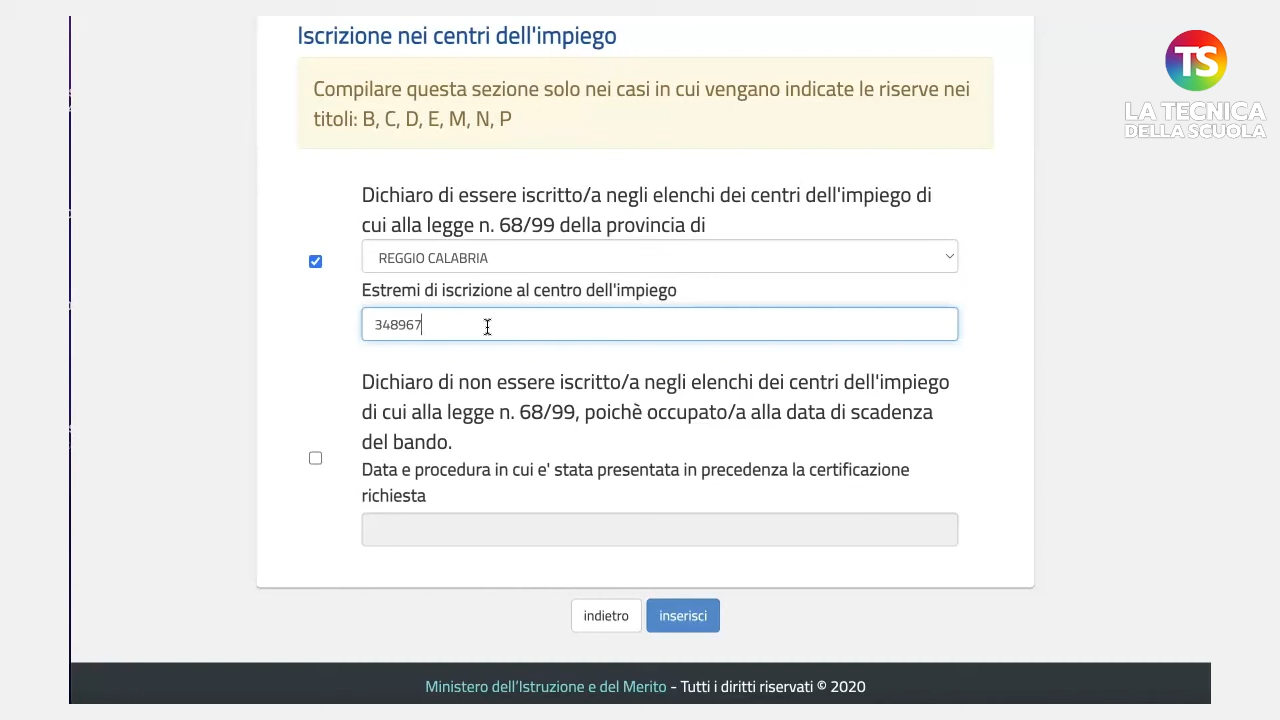 Iscrizione nei centri dell'impiego
Compilare questa sezione solo nei casi in cui vengano indicate le riserve nei
titoli: B, C, D, E, M, N, P
Dichiaro di essere iscritto/a negli elenchi dei centri dell'impiego di
cui alla legge n. 68/99 della provincia di
REGGIO CALABRIA
Estremi di iscrizione al centro dell'impiego
348967
Dichiaro di non essere iscritto/a negli elenchi dei centri dell'impiego
di cui alla legge n. 68/99, poichè occupato/a alla data di scadenza
del bando.
Data e procedura in cui e' stata presentata in precedenza la certificazione
richiesta
indietro
inserisci
Ministero dell'Istruzione e del Merito - Tutti i diritti riservati © 2020
TS
LA TECNICA
DELLA SCUOLA